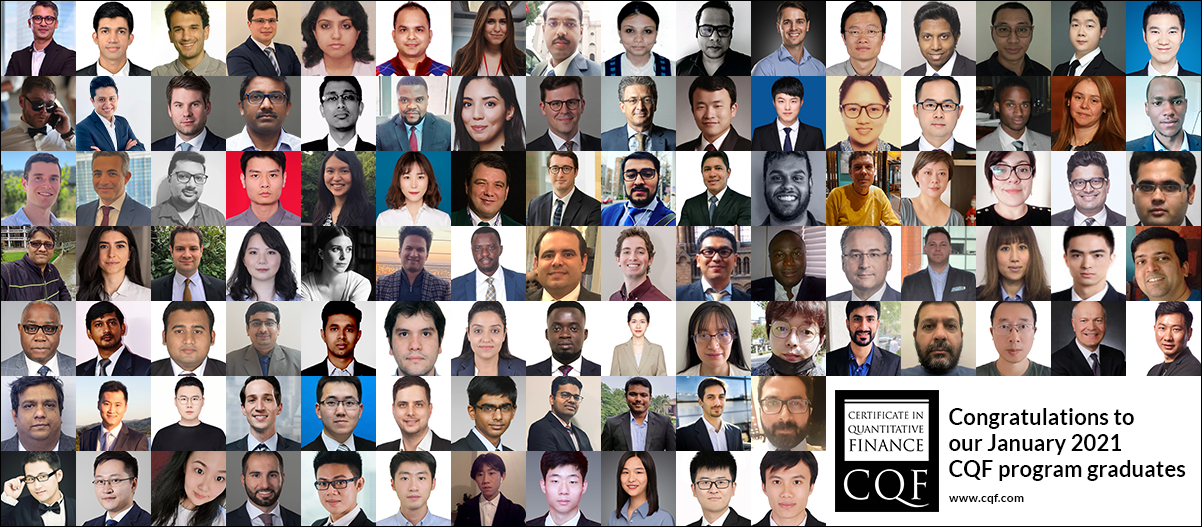 CERTIFICATE IN
QUANTITATIVE
FINANCE
CQF
Congratulations to
our January 2021
CQF program graduates
www.cqf.com